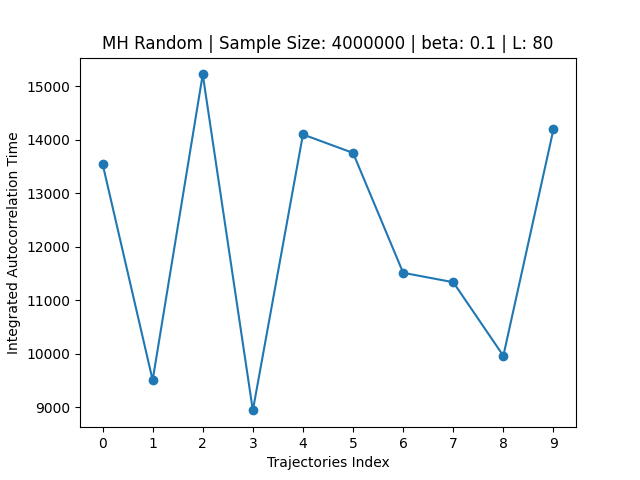 MH Random | Sample Size: 4000000 | beta: 0.1 | L: 80
Integrated Autocorrelation Time
15000
14000
13000
12000
11000
10000
9000
0 1 2 3 4 5 6 7 8 9
Trajectories Index